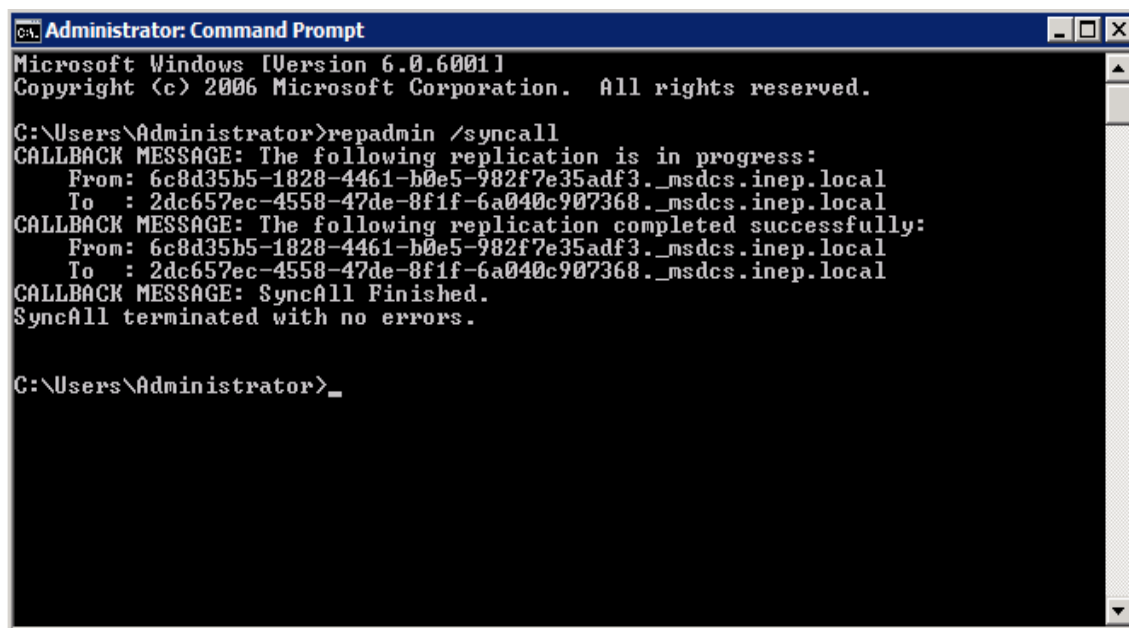 Administrator: Command Prompt
Microsoft Windows [Version 6.0.6001]
Copyright (c) 2006 Microsoft Corporation.  All rights reserved.
C:\Users\Administrator>repadmin /syncall
CALLBACK MESSAGE: The following replication is in progress:
    From: 6c8d35b5-1828-4461-b0e5-982f7e35adf3._msdcs.inep.local
    To  : 2dc657ec-4558-47de-8f1f-6a040c907368._msdcs.inep.local
CALLBACK MESSAGE: The following replication completed successfully:
    From: 6c8d35b5-1828-4461-b0e5-982f7e35adf3._msdcs.inep.local
    To  : 2dc657ec-4558-47de-8f1f-6a040c907368._msdcs.inep.local
CALLBACK MESSAGE: SyncAll Finished.
SyncAll terminated with no errors.
C:\Users\Administrator>_